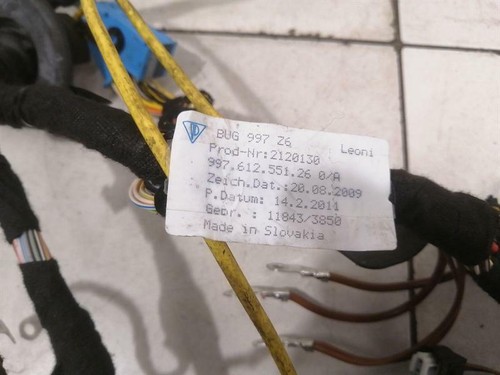 BUG 997 Z6 Leoni
Prod-Nr:2120130
997.612.551.26 0/A
Zeich.Dat.:20.08.2009
P.Datum: 14.2.2011
Gebr. : 11843/3850
Made in Slovakia